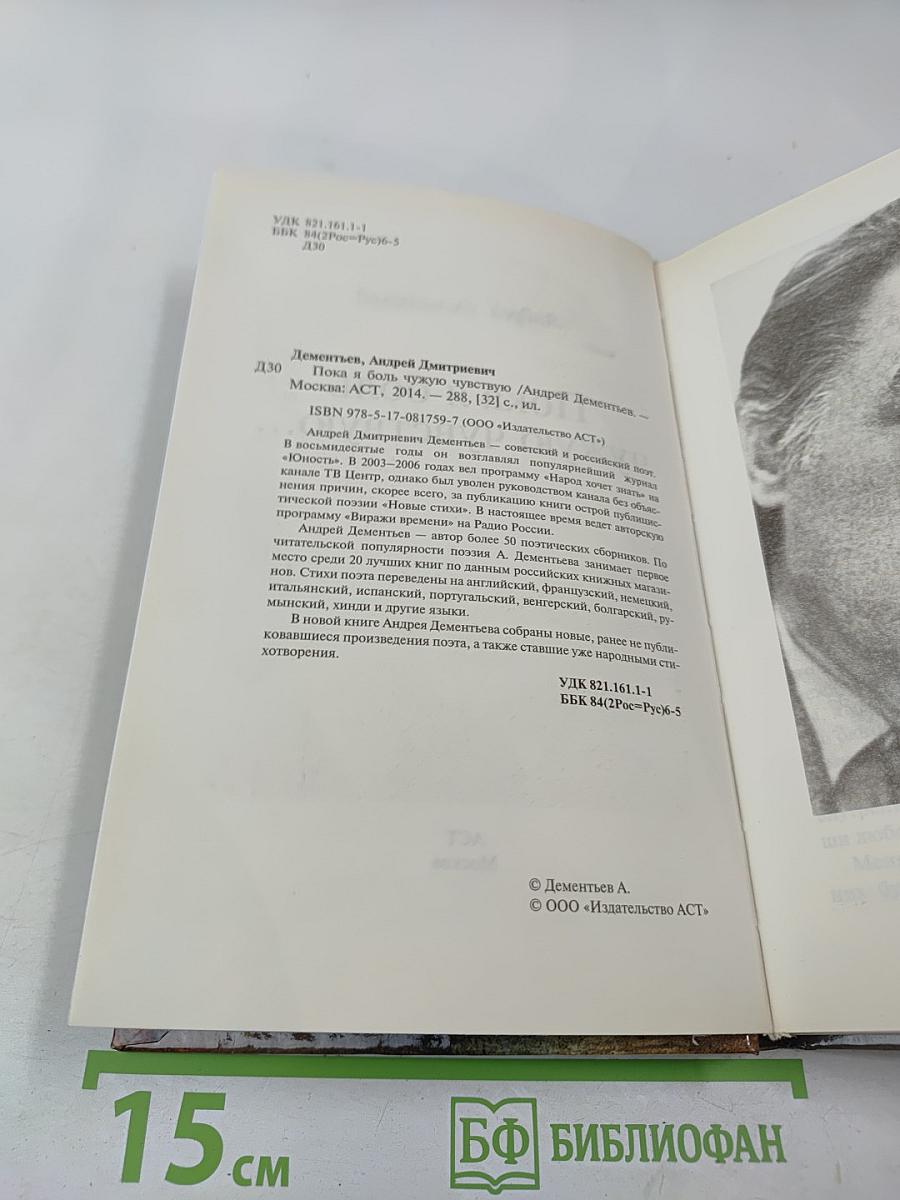 УДК 821.161.1-1
ББК 84(2Рос=Рус)6-5
Д30
Дементьев, Андрей Дмитриевич
Д30 Пока я боль чужую чувствую /Андрей Дементьев. —
Москва: АСТ, 2014. — 288, [32] с., ил.
ISBN 978-5-17-081759-7 (ООО «Издательство АСТ»)
Андрей Дмитриевич Дементьев — советский и российский поэт.
В восьмидесятые годы он возглавлял популярнейший журнал
«Юность». В 2003—2006 годах вел программу «Народ хочет знать» на
канале ТВ Центр, однако был уволен руководством канала без объяс-
нения причин, скорее всего, за публикацию книги острой публицис-
тической поэзии «Новые стихи». В настоящее время ведет авторскую
программу «Виражи времени» на Радио России.
Андрей Дементьев — автор более 50 поэтических сборников. По
читательской популярности поэзия А. Дементьева занимает первое
место среди 20 лучших книг по данным российских книжных магази-
нов. Стихи поэта переведены на английский, французский, немецкий,
итальянский, испанский, португальский, венгерский, болгарский, ру-
мынский, хинди и другие языки.
В новой книге Андрея Дементьева собраны новые, ранее не публи-
ковавшиеся произведения поэта, а также ставшие уже народными сти-
хотворения.
УДК 821.161.1-1
ББК 84(2Рос=Рус)6-5
© Дементьев А.
© ООО «Издательство АСТ»
15 см
БФ БИБЛИОФАН